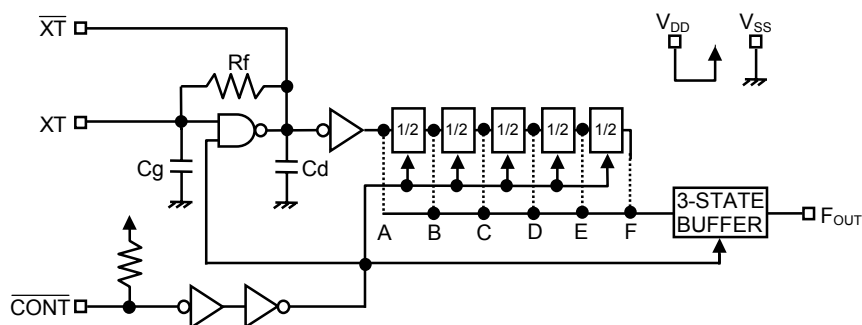 XT
V_DD
V_SS
Rf
XT
1/2
1/2
1/2
1/2
1/2
Cg
Cd
A
B
C
D
E
F
3-STATE
BUFFER
F_OUT
CONT